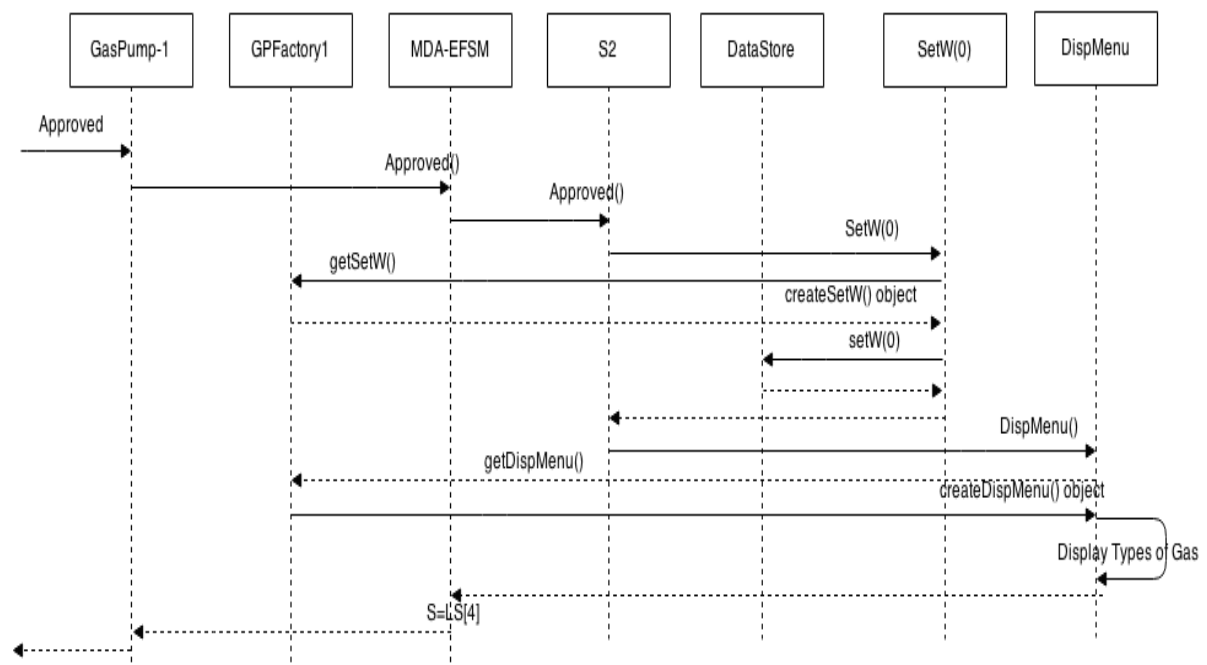 GasPump-1
GPFactory1
MDA-EFSM
S2
DataStore
SetW(0)
DispMenu
Approved
Approved()
Approved()
SetW(0)
getSetW()
createSetW() object
setW(0)
DispMenu()
getDispMenu()
createDispMenu() object
Display Types of Gas
S=LS[4]